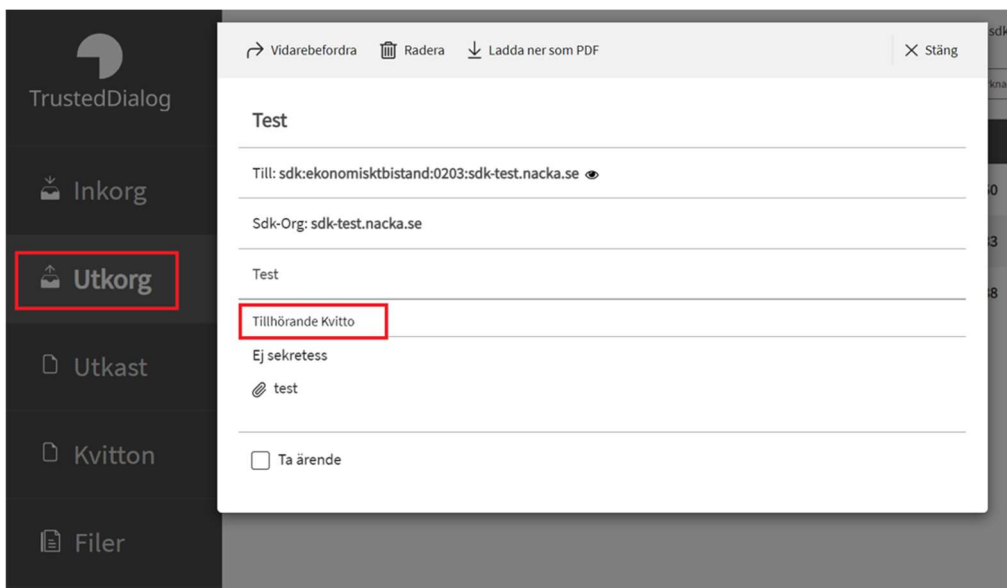 TrustedDialog
Inkorg
Utkorg
Utkast
Kvitton
Filer
Vidarebefordra Radera Ladda ner som PDF Stäng
Test
Till: sdk:ekonomisktbistand:0203:sdk-test.nacka.se
Sdk-Org: sdk-test.nacka.se
Test
Tillhörande Kvitto
Ej sekretess
test
Ta ärende